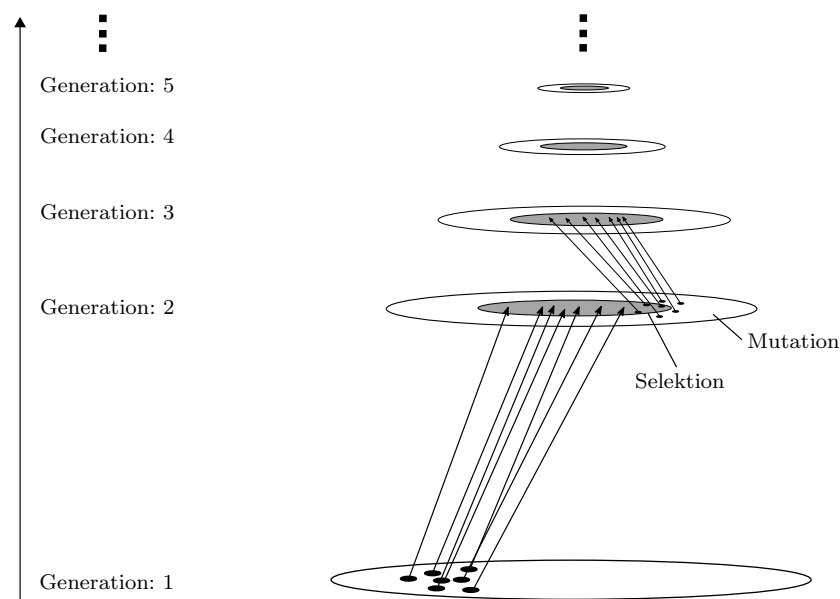 Generation: 5
Generation: 4
Generation: 3
Generation: 2
Mutation
Selektion
Generation: 1